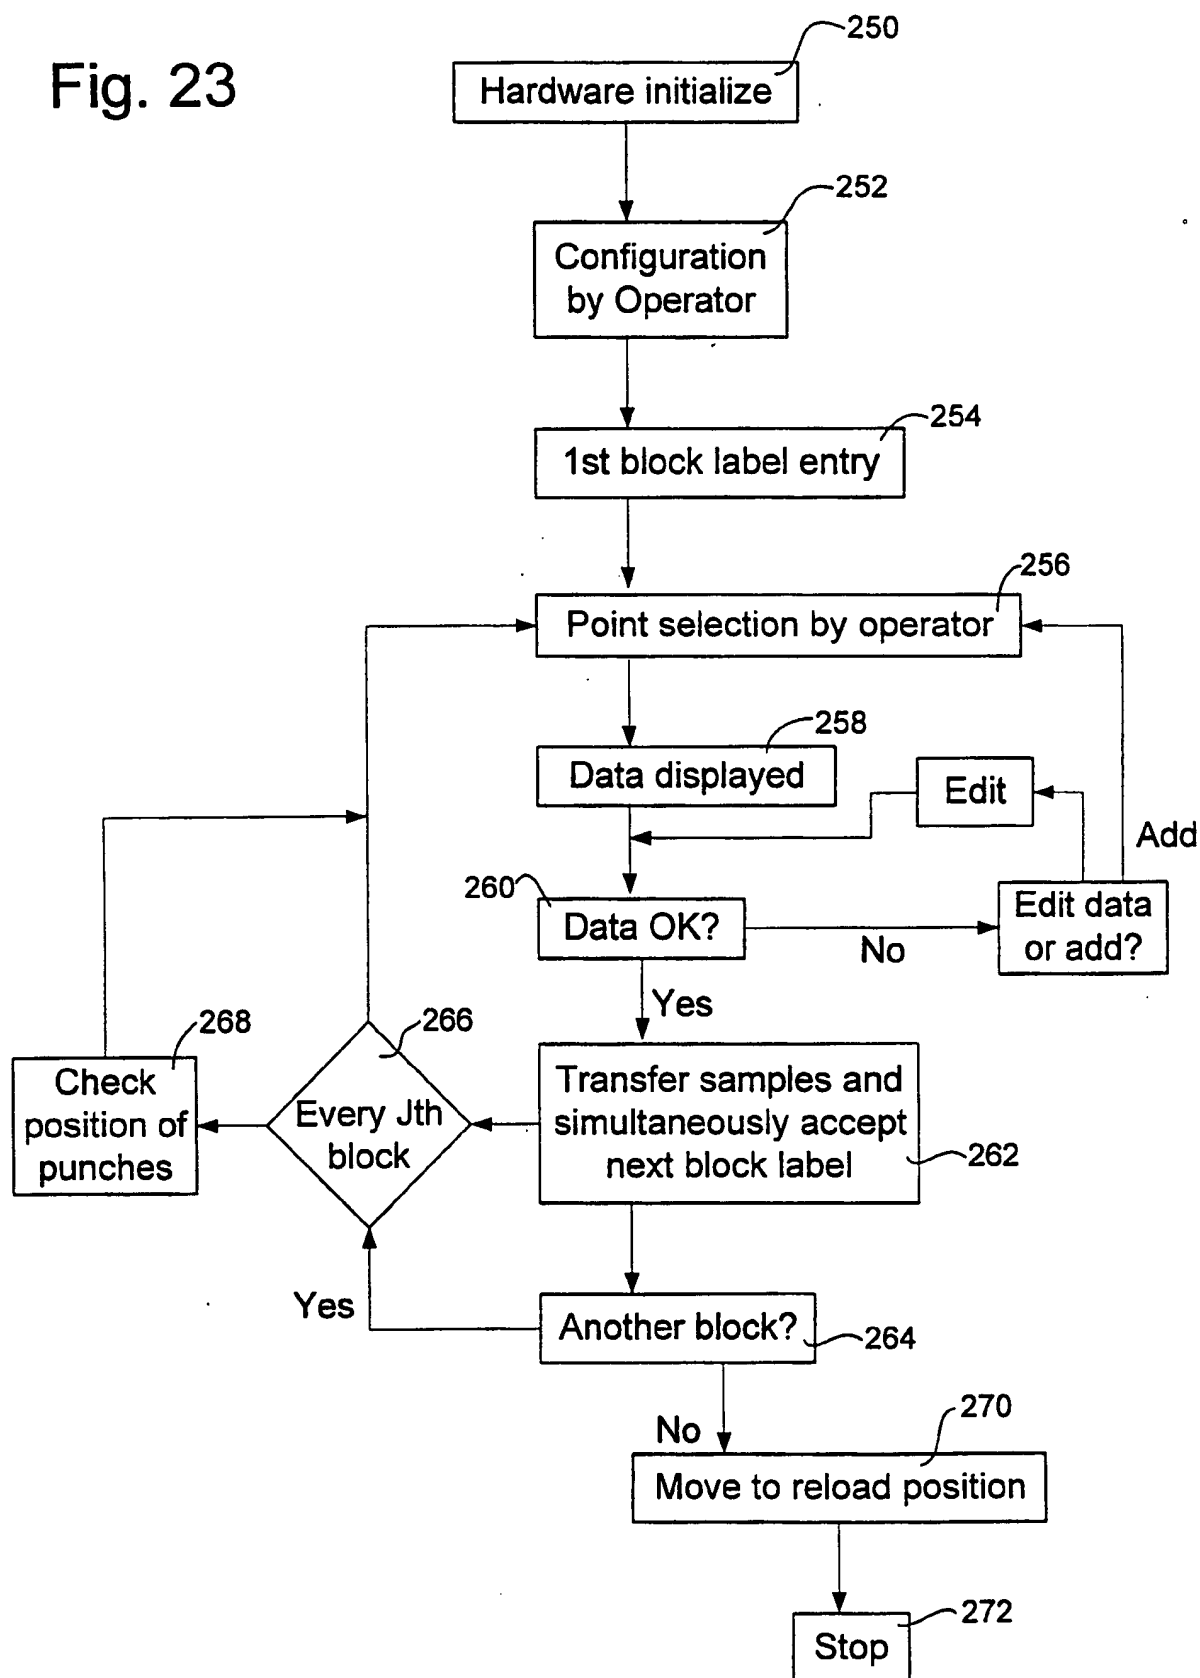 Fig. 23
250
Hardware initialize
252
Configuration
by Operator
254
1st block label entry
256
Point selection by operator
258
Data displayed
Edit
Add
260
Data OK?
No
Edit data
or add?
Yes
268
Check
position of
punches
266
Every Jth
block
Transfer samples and
simultaneously accept
next block label
262
Yes
Another block?
264
No
270
Move to reload position
272
Stop